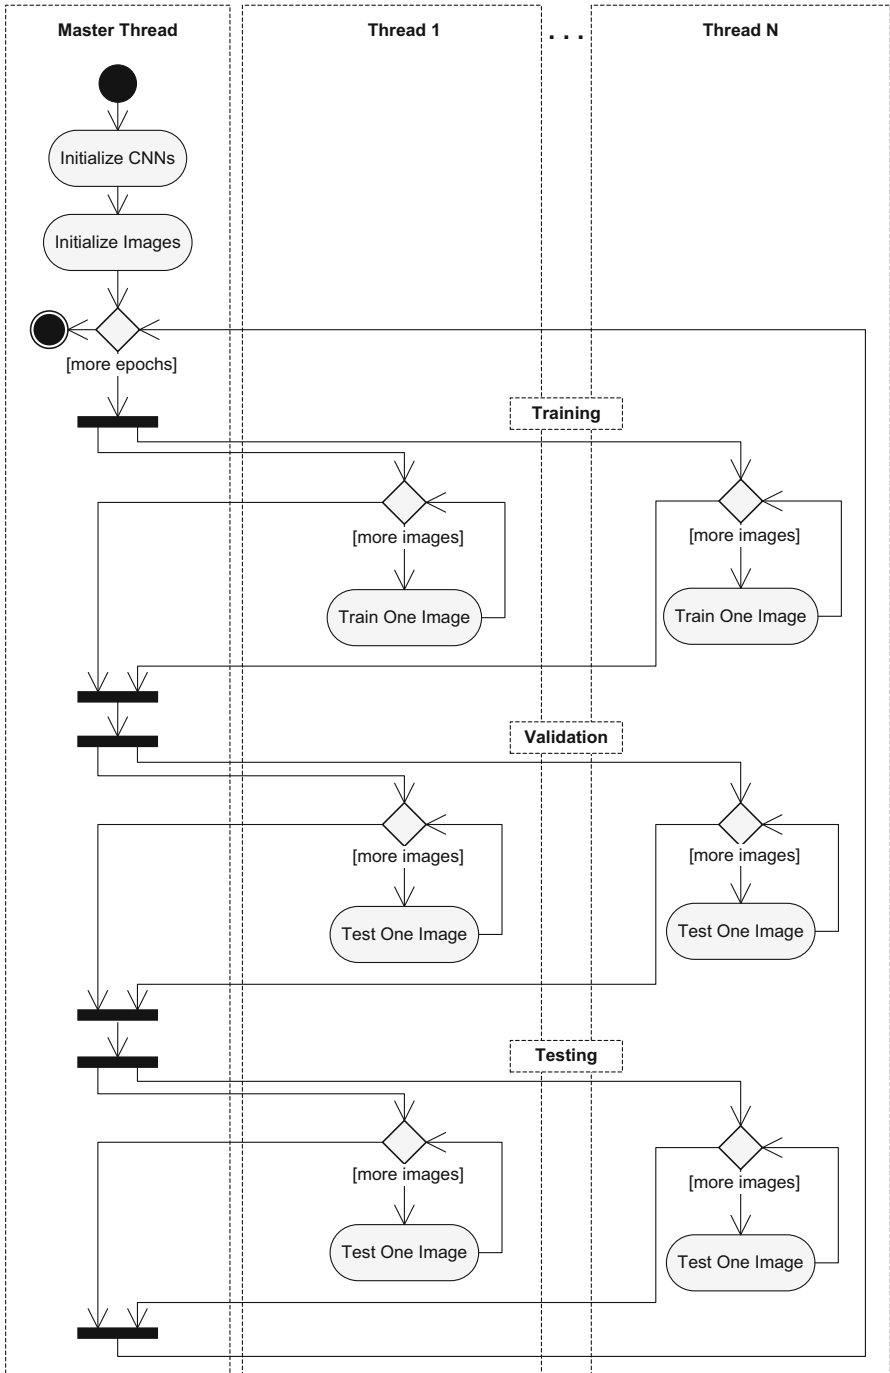 Master Thread
Thread 1
. . .
Thread N
Initialize CNNs
Initialize Images
[more epochs]
Training
[more images]
[more images]
Train One Image
Train One Image
Validation
[more images]
[more images]
Test One Image
Test One Image
Testing
[more images]
[more images]
Test One Image
Test One Image